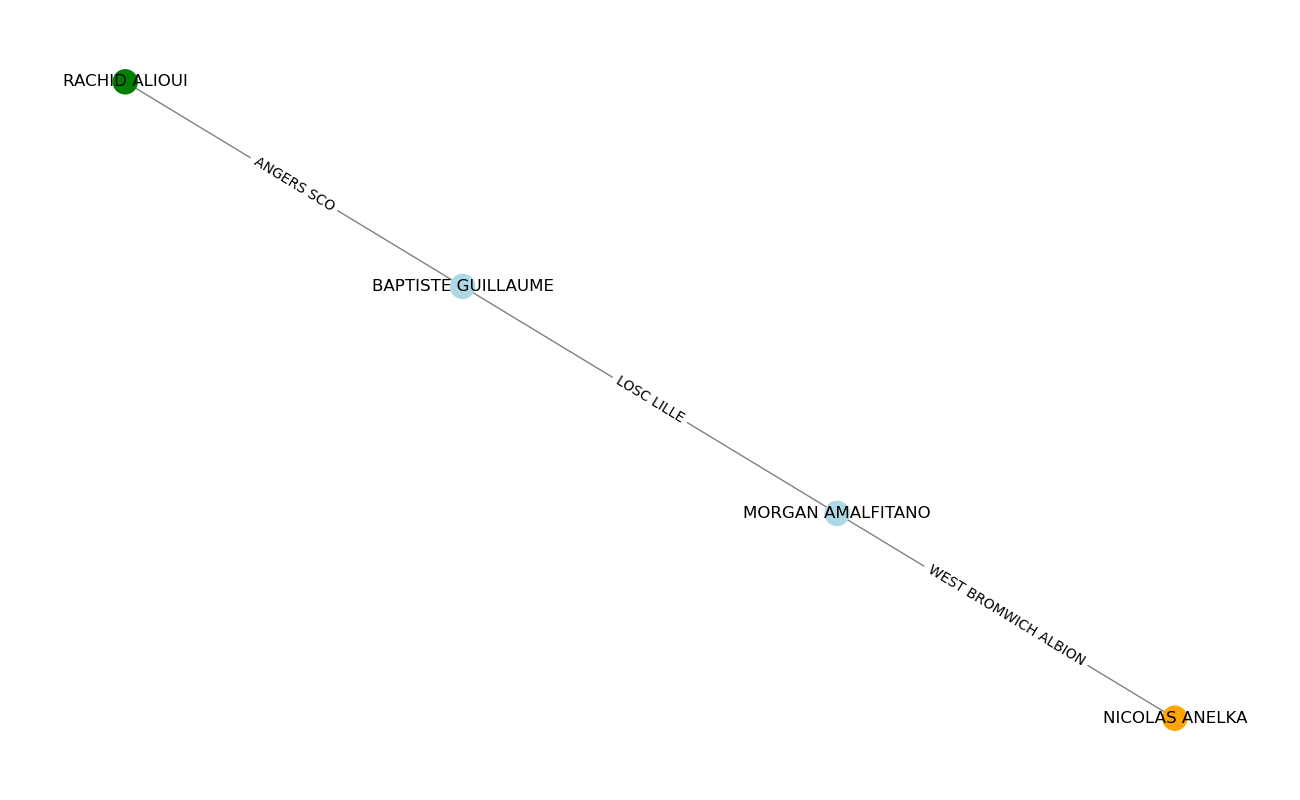 RACHID ALIOUI
ANGERS SCO
BAPTISTE GUILLAUME
LOSC LILLE
MORGAN AMALFITANO
WEST BROMWICH ALBION
NICOLAS ANELKA